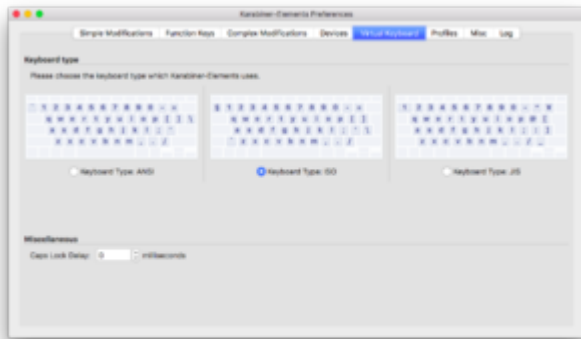 Karabiner-Elements Preferences
Simple Modifications Function Keys Complex Modifications Devices Virtual Keyboard Profiles Misc Log
Keyboard type
Please choose the keyboard type which Karabiner-Elements uses.
Keyboard Type: ANSI Keyboard Type: ISO Keyboard Type: JIS
Miscellaneous
Caps Lock Delay: 0 milliseconds